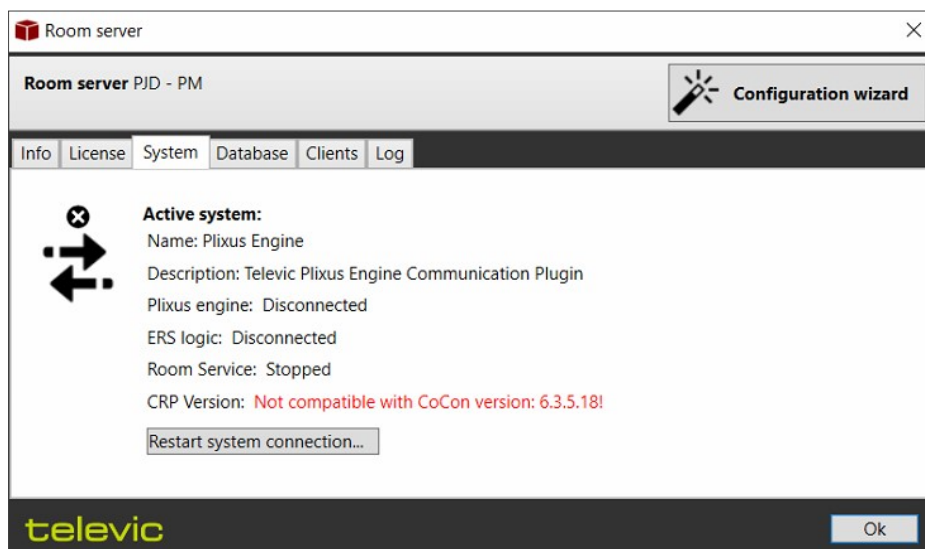 Room server
Room server PJD - PM
Configuration wizard
Info License System Database Clients Log
Active system:
Name: Plixus Engine
Description: Televic Plixus Engine Communication Plugin
Plixus engine: Disconnected
ERS logic: Disconnected
Room Service: Stopped
CRP Version: Not compatible with CoCon version: 6.3.5.18!
Restart system connection...
televic
Ok